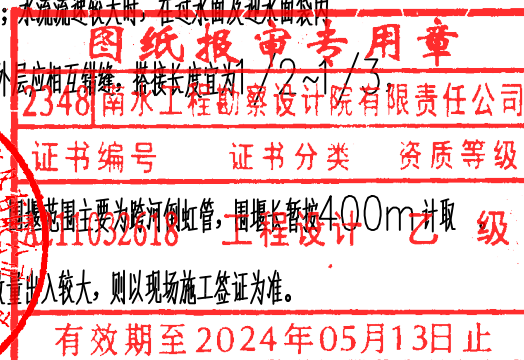 ；水流流速较大时，在过水面及迎水面袋内
图纸报审专用章
外层应相互错缝，搭接长度宜为1/2~1/3，
2348 南水工程勘察设计院有限责任公司
证书编号 证书分类 资质等级
围堰范围主要为跨河倒虹管，围堰长暂按400m计取
11032618 工程设计 乙 级
数量出入较大，则以现场施工签证为准。
有效期至2024年05月13日止